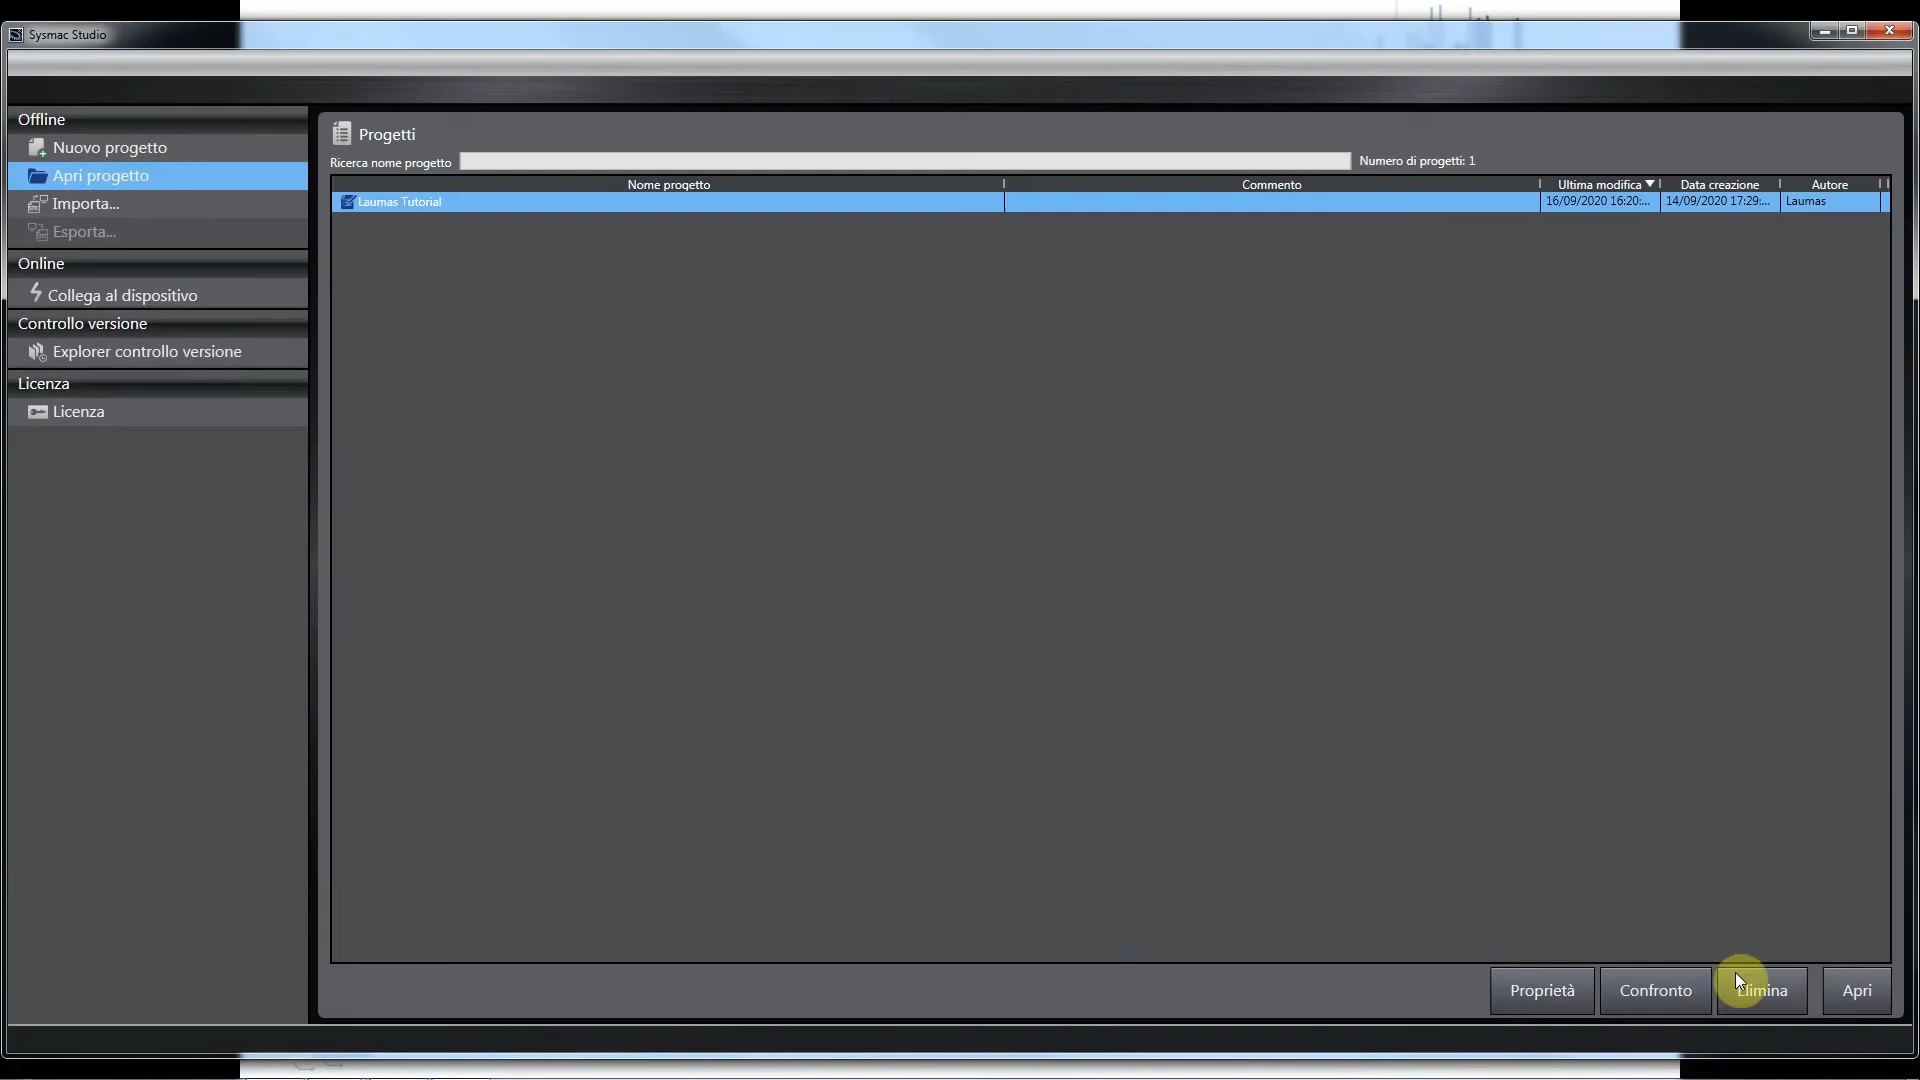 Sysmac Studio
Offline
Nuovo progetto
Apri progetto
Importa...
Esporta...
Online
Collega al dispositivo
Controllo versione
Explorer controllo versione
Licenza
Licenza
Progetti
Ricerca nome progetto
Numero di progetti: 1
Nome progetto Commento Ultima modifica Data creazione Autore
Laumas Tutorial 16/09/2020 16:20:... 14/09/2020 17:29:... Laumas
Proprietà Confronto Elimina Apri